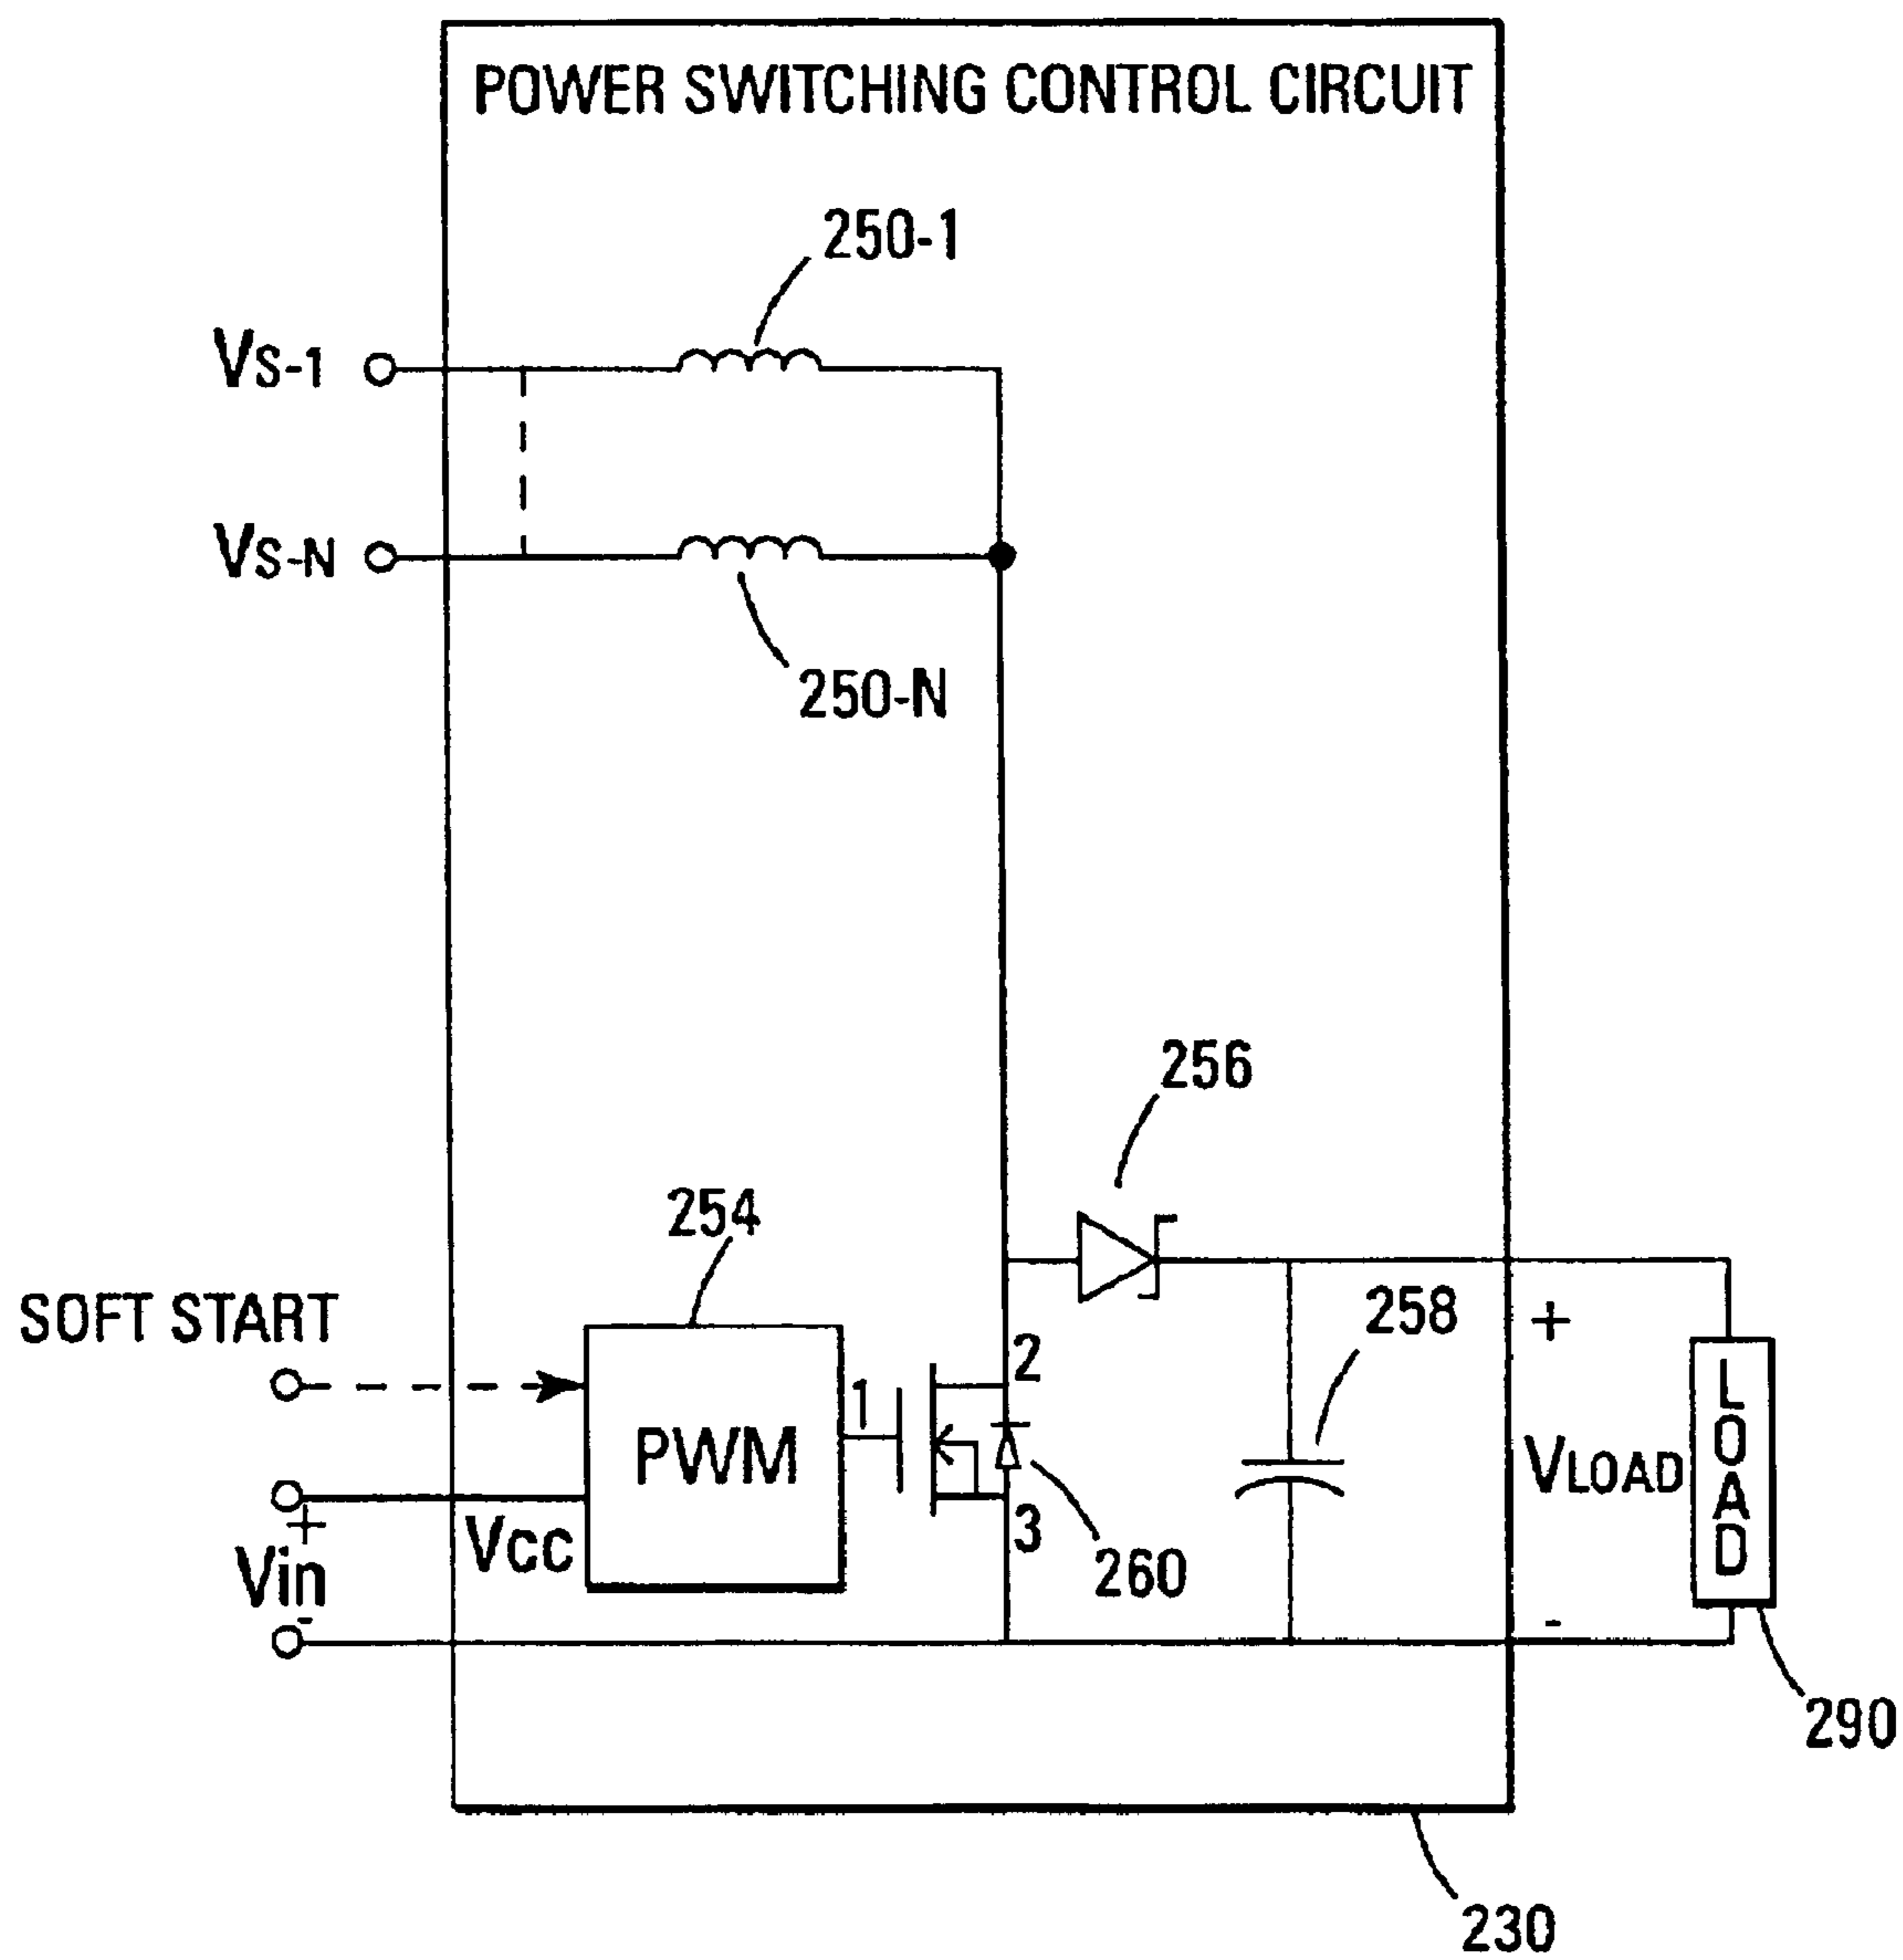 POWER SWITCHING CONTROL CIRCUIT
250-1
VS-1
VS-N
250-N
256
254
SOFT START
258
+
2
1
PWM
LOAD
VLOAD
+
Vin
-
VCC
3
260
-
290
230